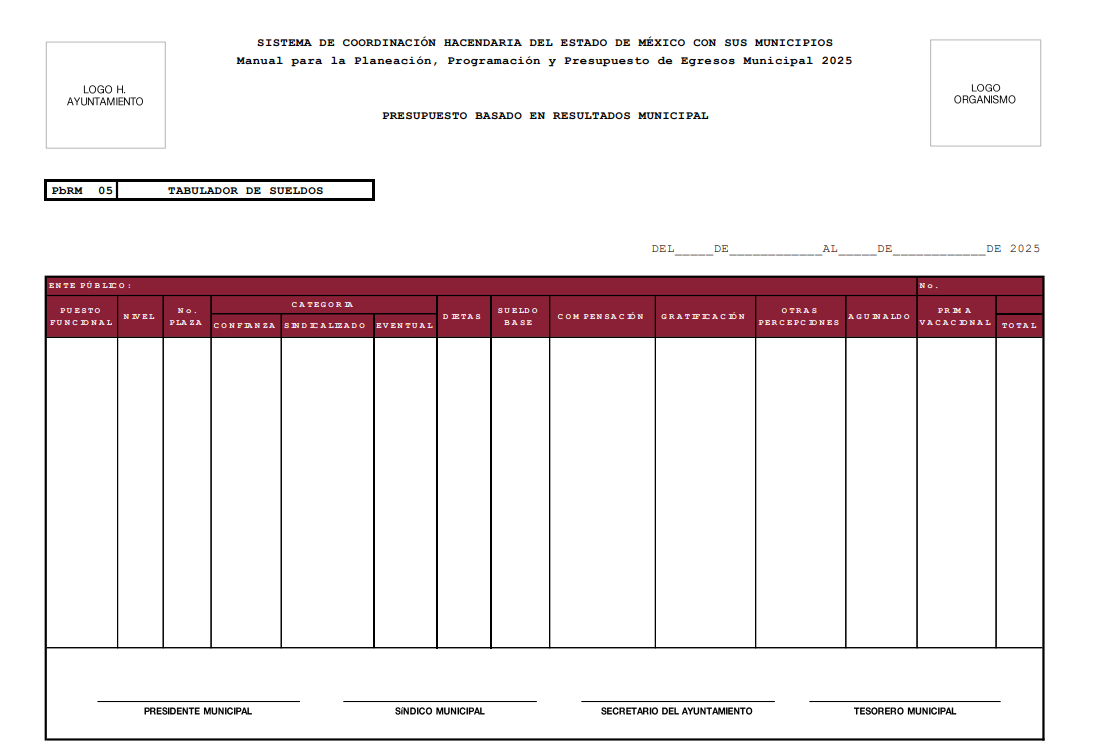 SISTEMA DE COORDINACIÓN HACENDARIA DEL ESTADO DE MÉXICO CON SUS MUNICIPIOS
Manual para la Planeación, Programación y Presupuesto de Egresos Municipal 2025
LOGO H.
AYUNTAMIENTO
LOGO
ORGANISMO
PRESUPUESTO BASADO EN RESULTADOS MUNICIPAL
PbRM 05 TABULADOR DE SUELDOS
DEL_____DE____________AL_____DE____________DE 2025
ENTE PÚBLICO: No.
PUESTO FUNCIONAL
NIVEL
No. PLAZA
CATEGORIA
CONFIANZA SINDICALIZADO EVENTUAL
DIETAS
SUELDO BASE
COMPENSACIÓN
GRATIFICACIÓN
OTRAS PERCEPCIONES
AGUINALDO
PRIMA VACACIONAL
TOTAL
PRESIDENTE MUNICIPAL SíNDICO MUNICIPAL SECRETARIO DEL AYUNTAMIENTO TESORERO MUNICIPAL